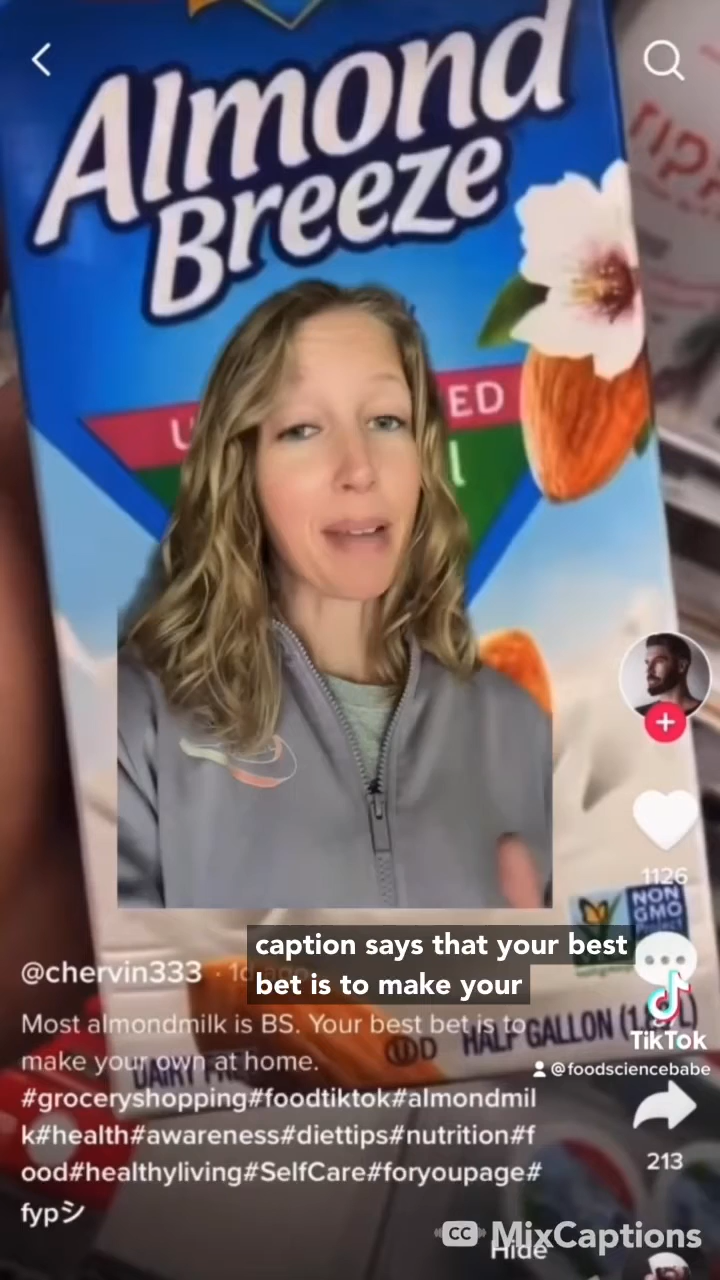 Almond
Breeze
ED
1126
NON
GMO
caption says that your best
bet is to make your
@chervin333
Most almondmilk is BS. Your best bet is to
make your own at home.
HALF GALLON
TikTok
@foodsciencebabe
#groceryshopping#foodtiktok#almondmil
k#health#awareness#diettips#nutrition#f
ood#healthyliving#SelfCare#foryoupage#
fypシ
213
CC MixCaptions
Hide